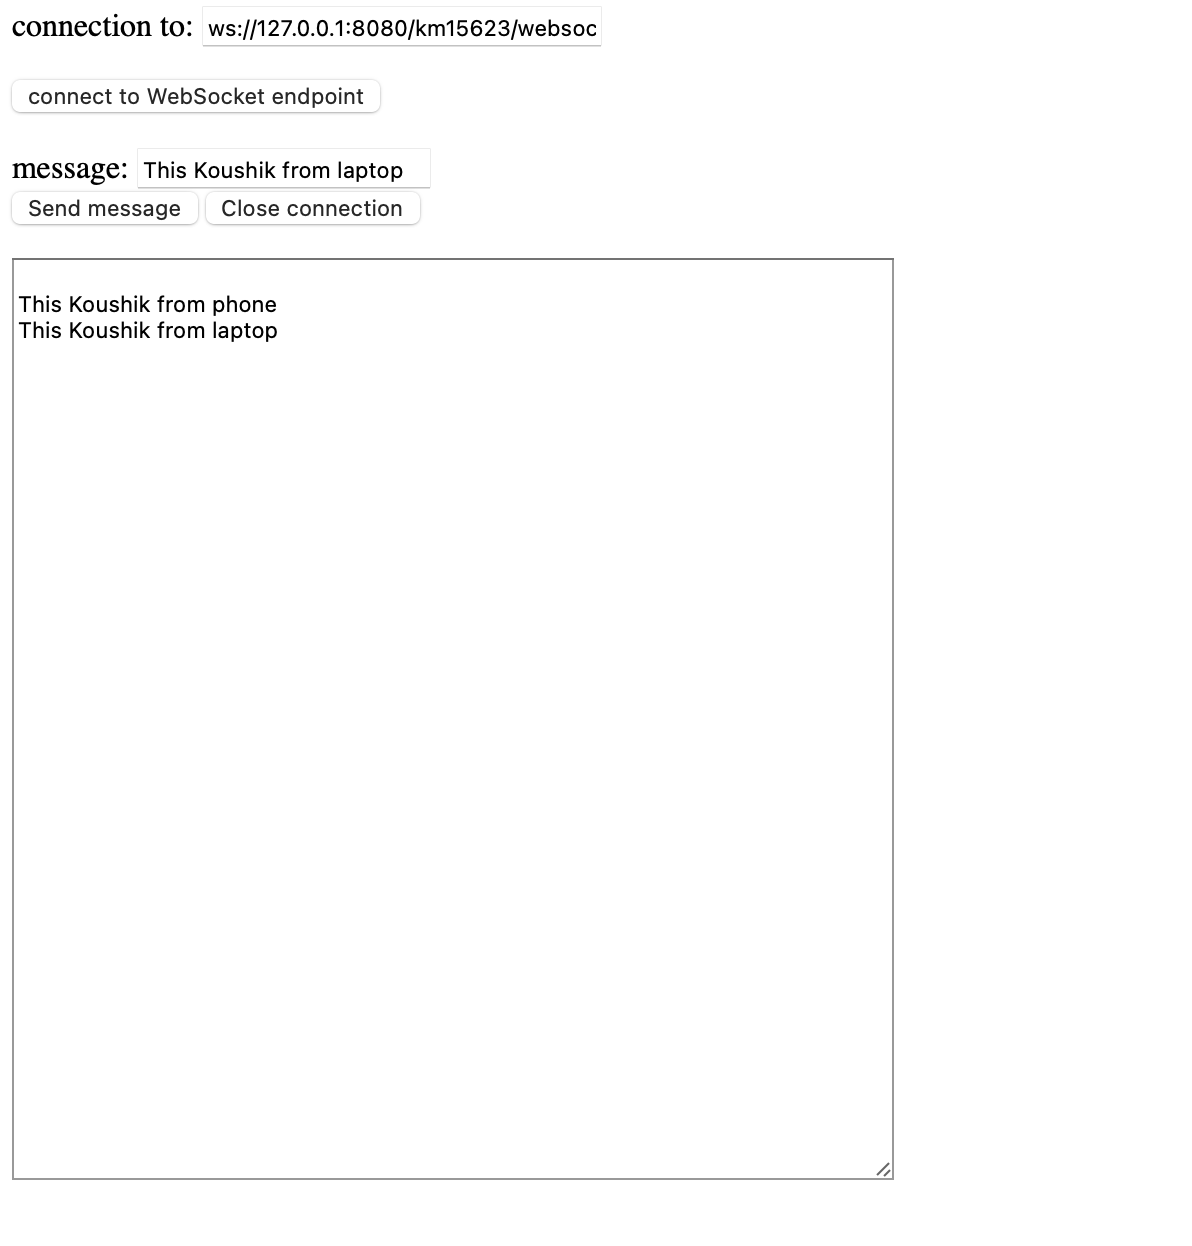 connection to: ws://127.0.0.1:8080/km15623/websoc
connect to WebSocket endpoint
message: This Koushik from laptop
Send message Close connection
This Koushik from phone
This Koushik from laptop